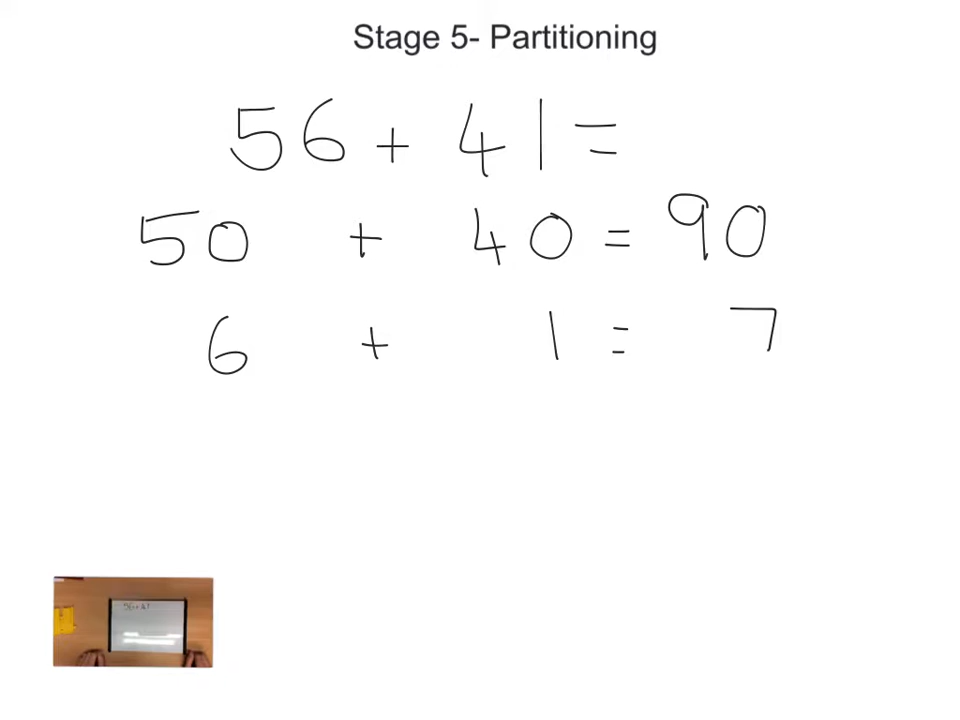 Stage 5- Partitioning
56 + 41 =
50 + 40 = 90
6 + 1 = 7